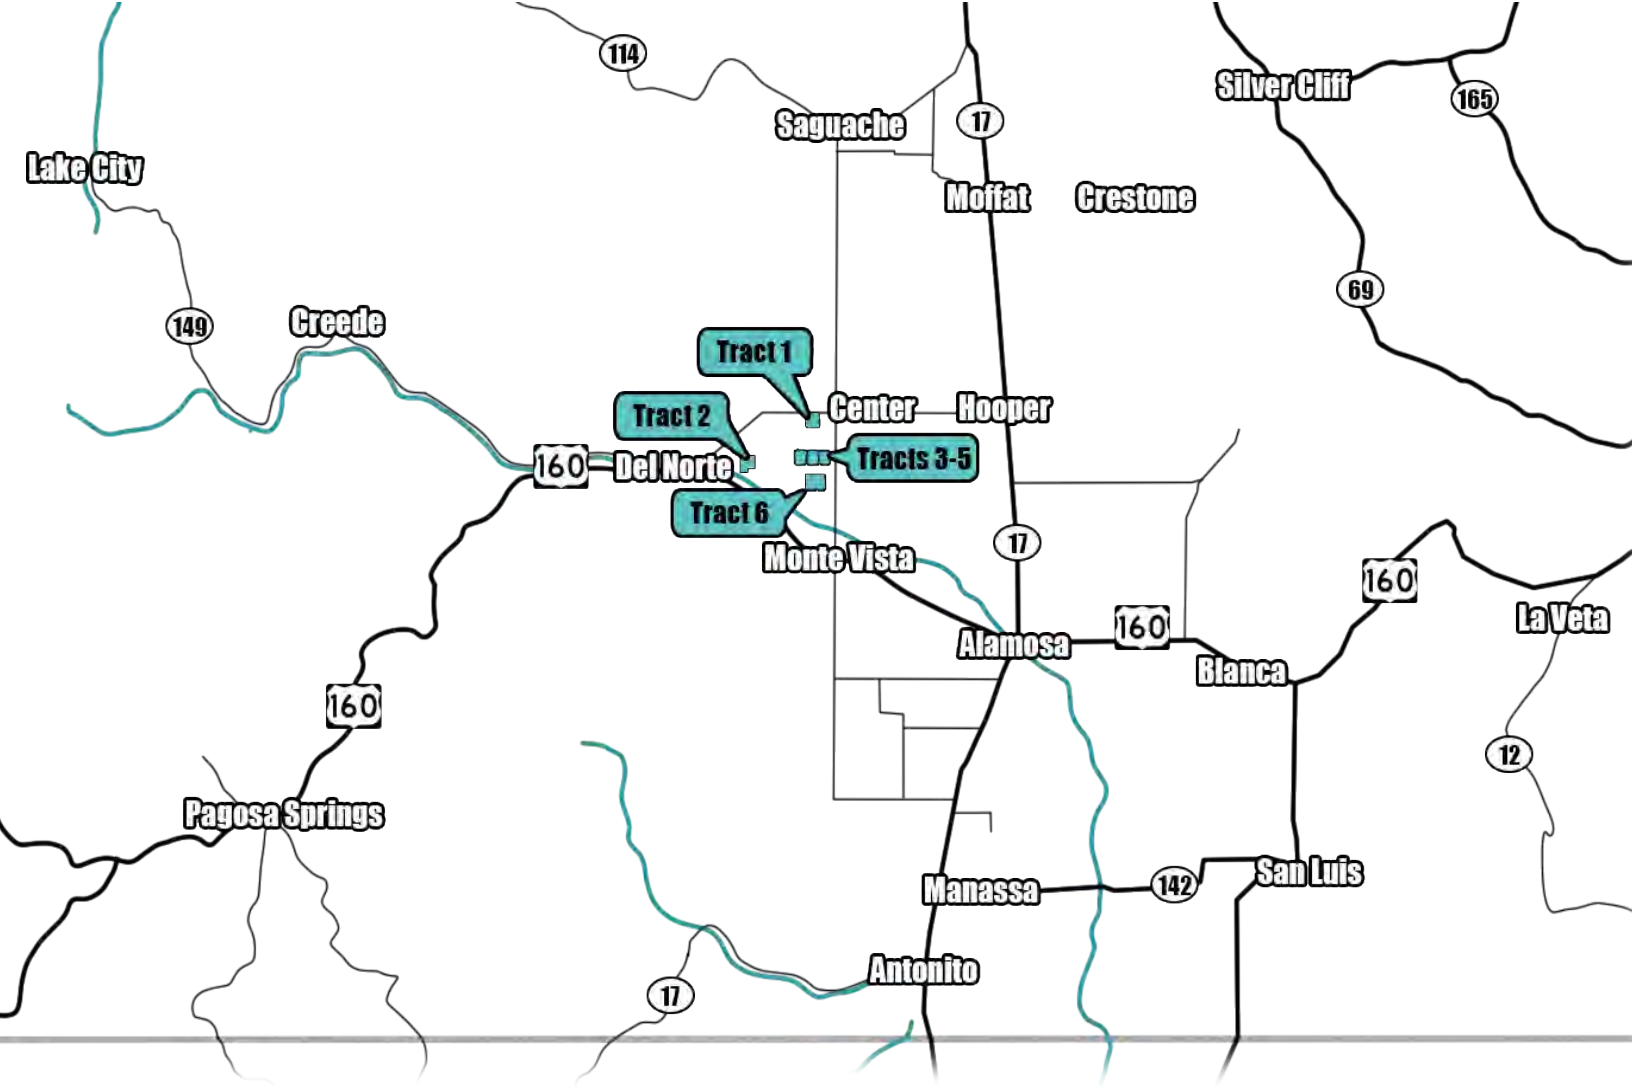 114
Silver Cliff
165
17
Saguache
Lake City
Moffat
Crestone
69
149
Creede
Tract 1
Center
Hooper
Tract 2
160
Del Norte
Tracts 3-5
Tract 6
17
Monte Vista
160
La Veta
160
Alamosa
Blanca
160
12
Pagosa Springs
San Luis
142
Manassa
Antonito
17